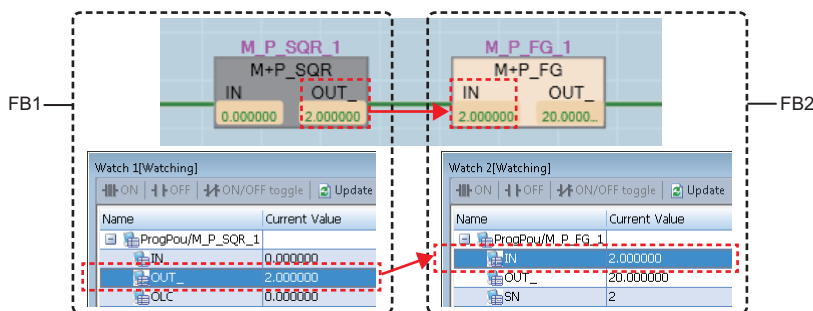 M_P_SQR_1
M+P_SQR
IN OUT_
0.000000 2.000000
M_P_FG_1
M+P_FG
IN OUT_
2.000000 20.0000...
FB1
FB2
Watch 1[Watching]
ON OFF ON/OFF toggle Update
Name Current Value
ProgPou/M_P_SQR_1
IN 0.000000
OUT_ 2.000000
OLC 0.000000
Watch 2[Watching]
ON OFF ON/OFF toggle Update
Name Current Value
ProgPou/M_P_FG_1
IN 2.000000
OUT_ 20.000000
SN 2